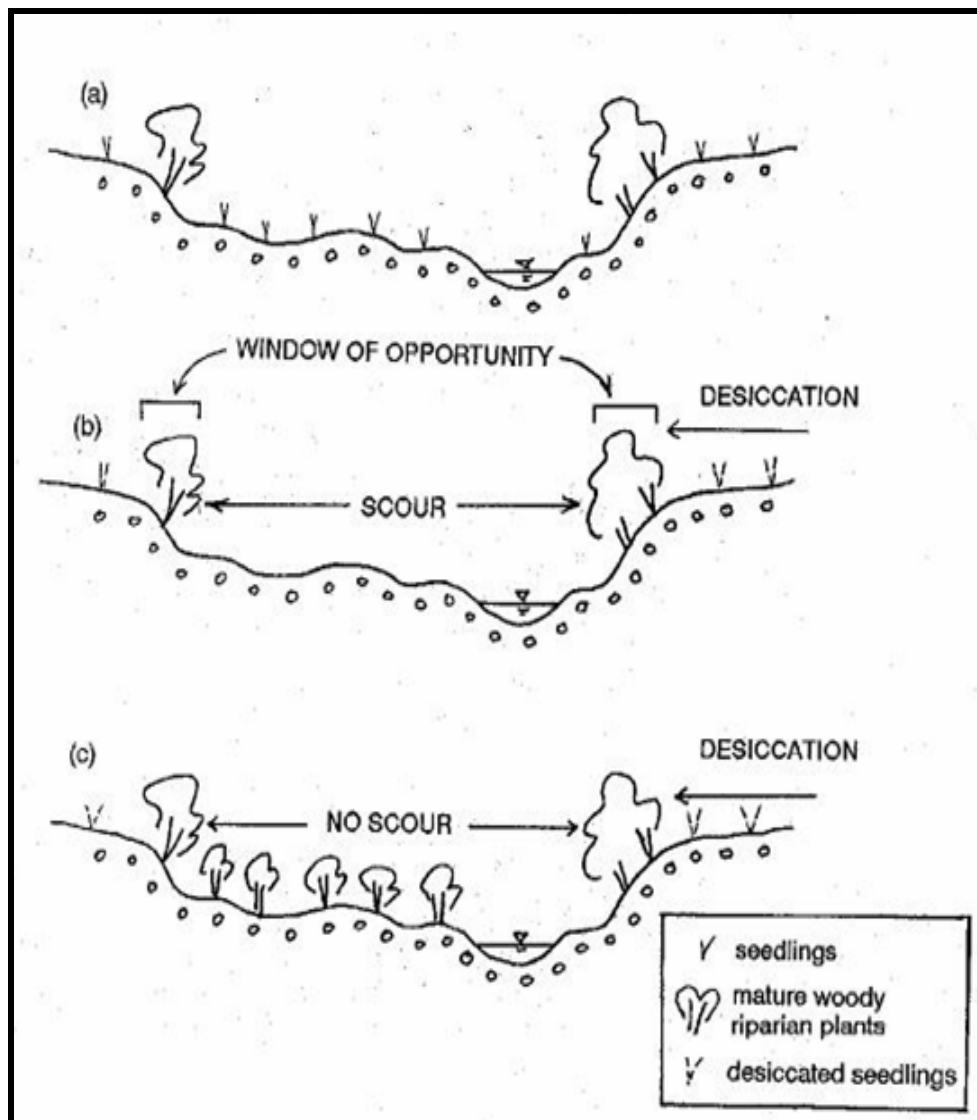 (a)
WINDOW OF OPPORTUNITY
DESICCATION
(b)
SCOUR
(c)
DESICCATION
NO SCOUR
seedlings
mature woody
riparian plants
desiccated seedlings